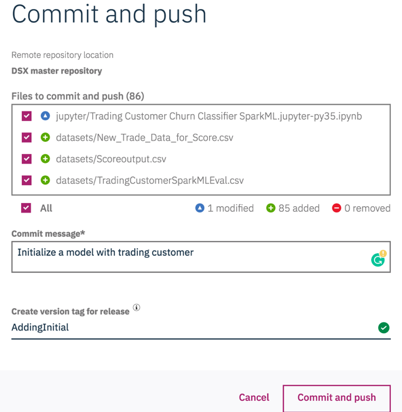 Commit and push
Remote repository location
DSX master repository
Files to commit and push (86)
jupyter/Trading Customer Churn Classifier SparkML.jupyter-py35.ipynb
datasets/New_Trade_Data_for_Score.csv
datasets/Scoreoutput.csv
datasets/TradingCustomerSparkMLEval.csv
All 1 modified 85 added 0 removed
Commit message*
Initialize a model with trading customer
Create version tag for release
AddingInitial
Cancel Commit and push